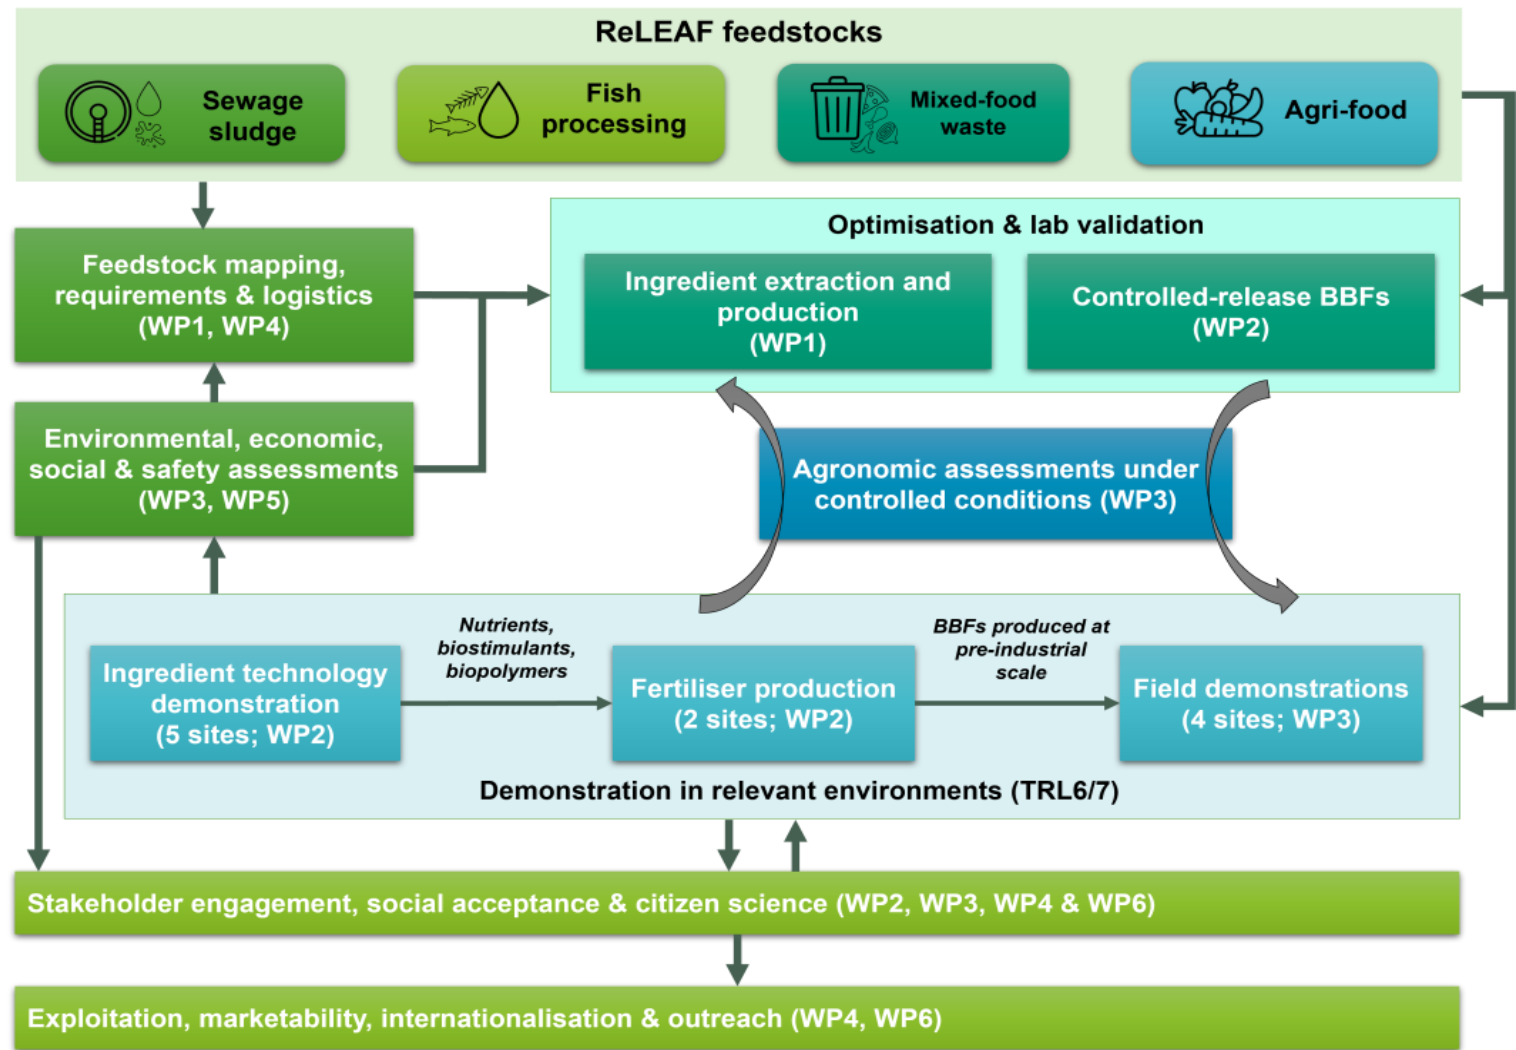 ReLEAF feedstocks
Sewage
sludge
Fish
processing
Mixed-food
waste
Agri-food
Feedstock mapping,
requirements & logistics
(WP1, WP4)
Optimisation & lab validation
Ingredient extraction and
production
(WP1)
Controlled-release BBFs
(WP2)
Environmental, economic,
social & safety assessments
(WP3, WP5)
Agronomic assessments under
controlled conditions (WP3)
Ingredient technology
demonstration
(5 sites; WP2)
Nutrients,
biostimulants,
biopolymers
Fertiliser production
(2 sites; WP2)
BBFs produced at
pre-industrial
scale
Field demonstrations
(4 sites; WP3)
Demonstration in relevant environments (TRL6/7)
Stakeholder engagement, social acceptance & citizen science (WP2, WP3, WP4 & WP6)
Exploitation, marketability, internationalisation & outreach (WP4, WP6)